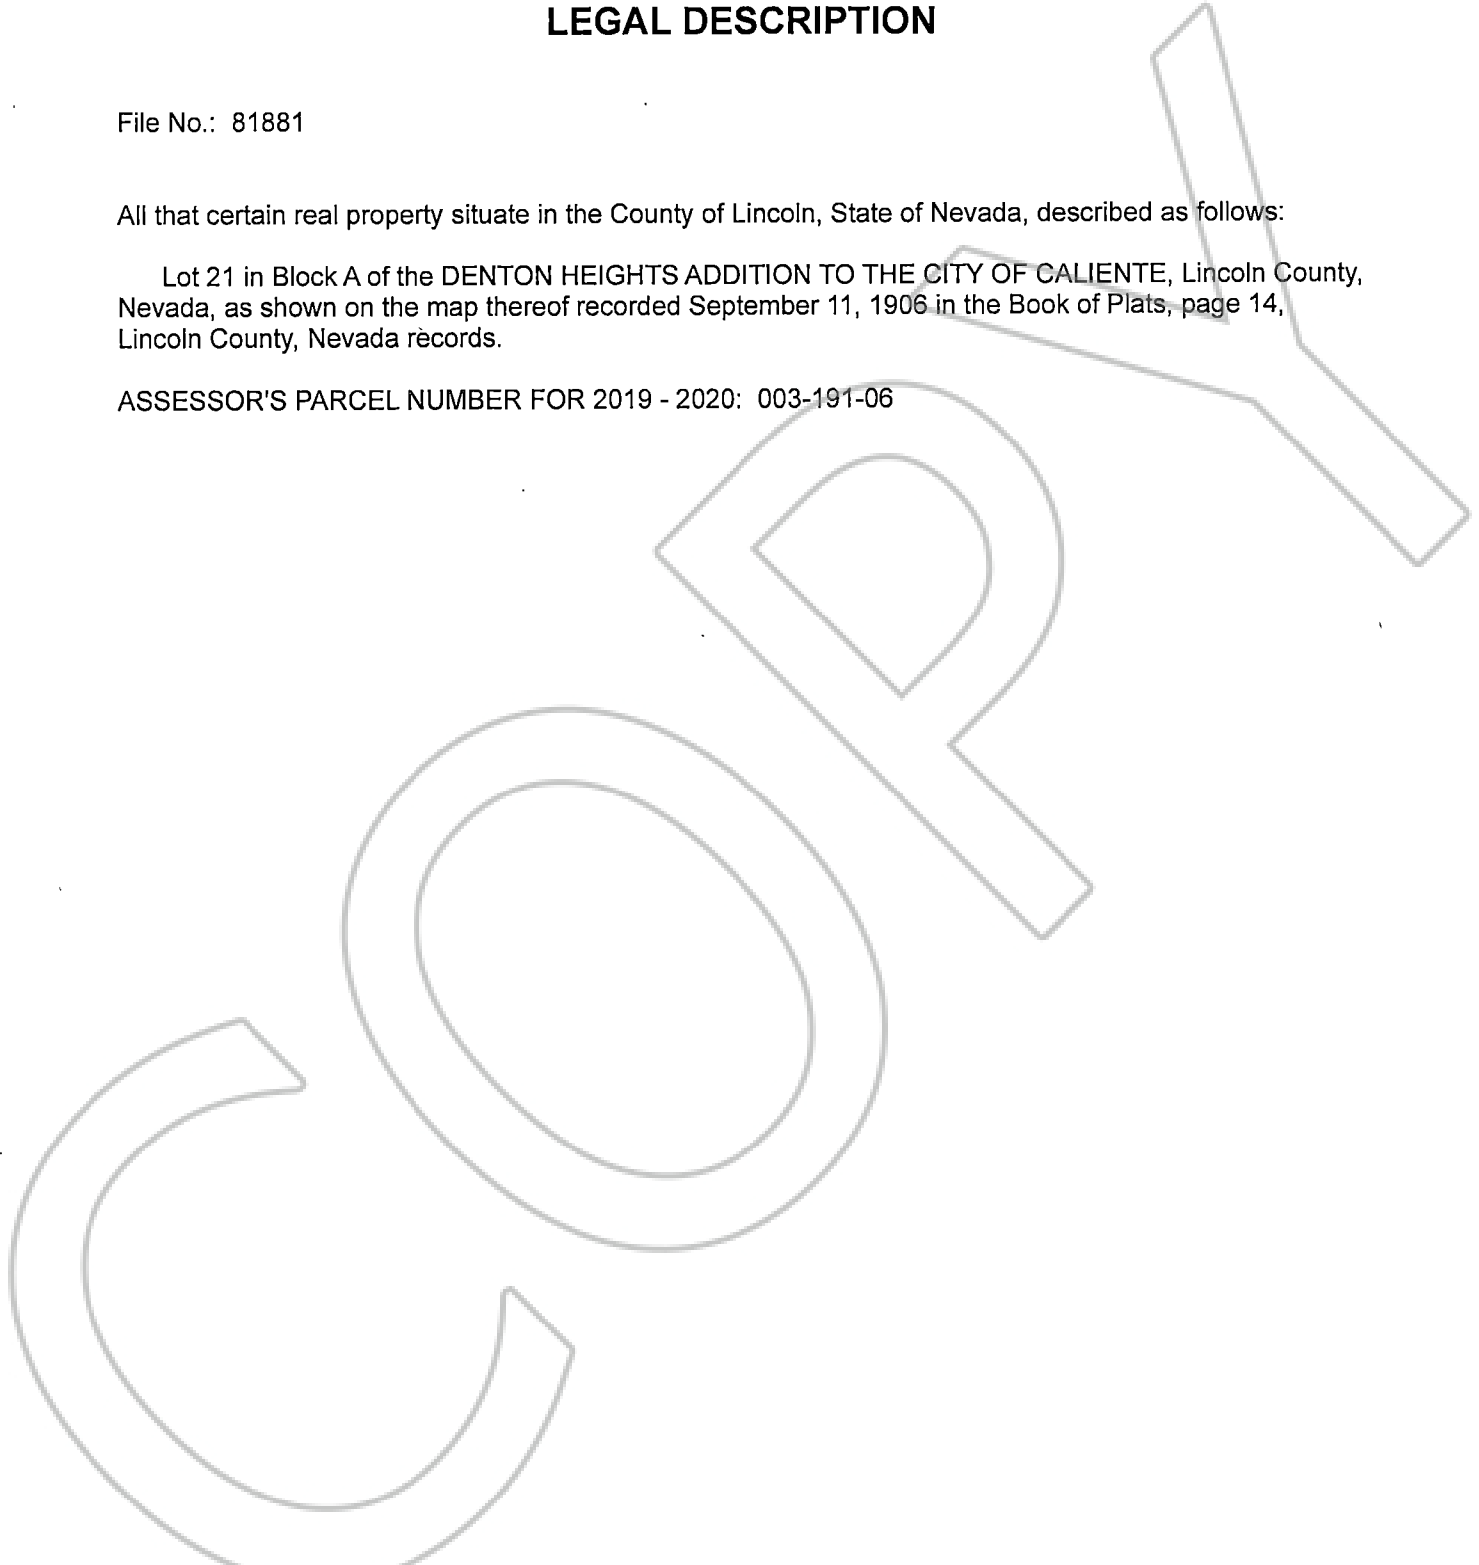 LEGAL DESCRIPTION
File No.: 81881
All that certain real property situate in the County of Lincoln, State of Nevada, described as follows:
Lot 21 in Block A of the DENTON HEIGHTS ADDITION TO THE CITY OF CALIENTE, Lincoln County,
Nevada, as shown on the map thereof recorded September 11, 1906 in the Book of Plats, page 14,
Lincoln County, Nevada records.
ASSESSOR'S PARCEL NUMBER FOR 2019 - 2020: 003-191-06
COPY